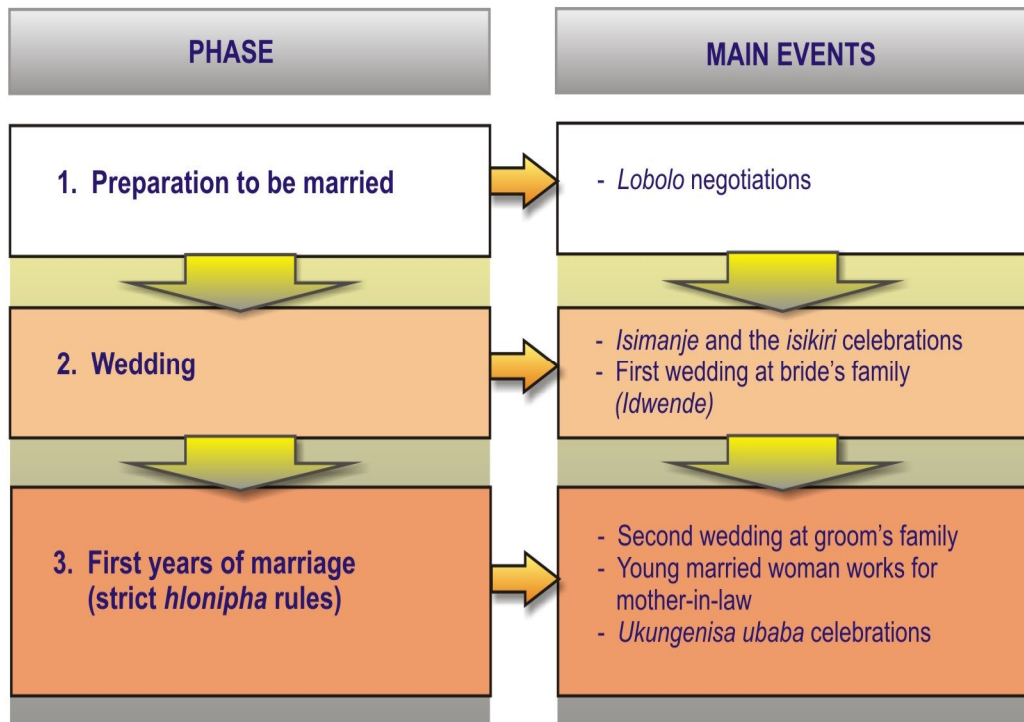 PHASE
MAIN EVENTS
1. Preparation to be married
- Lobolo negotiations
2. Wedding
- Isimanje and the isikiri celebrations
- First wedding at bride's family
(Idwende)
3. First years of marriage
(strict hlonipha rules)
- Second wedding at groom's family
- Young married woman works for
mother-in-law
- Ukungenisa ubaba celebrations